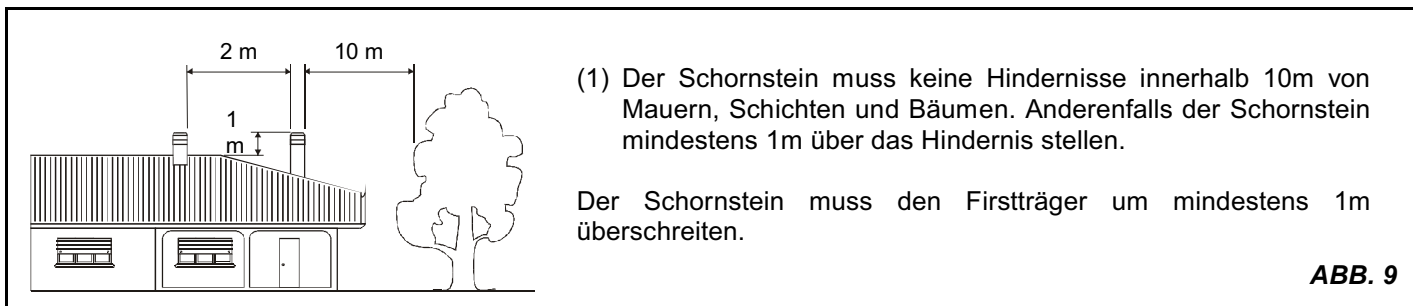 2 m
10 m
1
m
(1) Der Schornstein muss keine Hindernisse innerhalb 10m von
Mauern, Schichten und Bäumen. Anderenfalls der Schornstein
mindestens 1m über das Hindernis stellen.
Der Schornstein muss den Firstträger um mindestens 1m
überschreiten.
ABB. 9